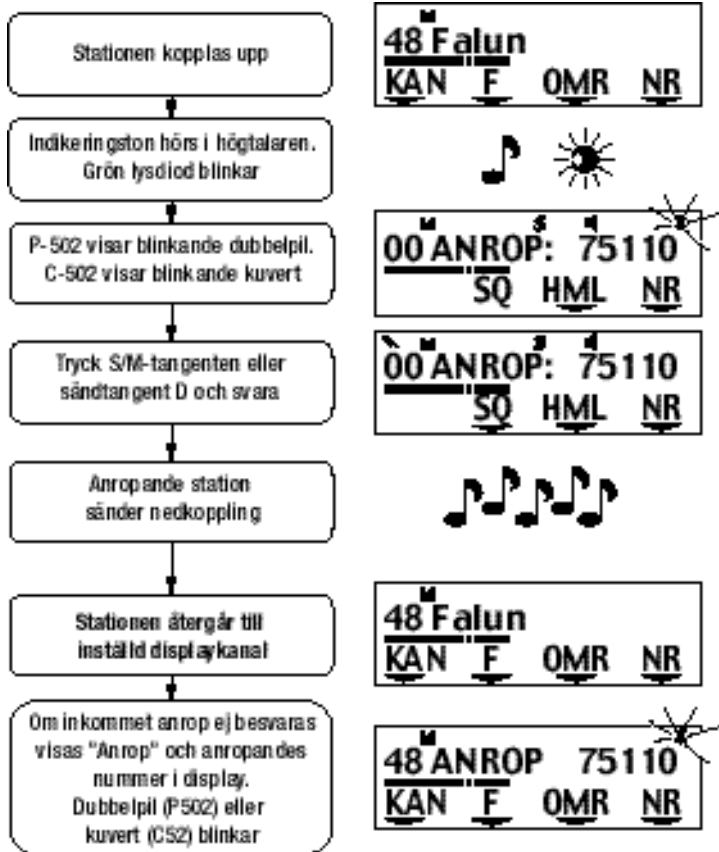 Stationen kopplas upp
48 Falun
KAN F OMR NR
Indikeringston hörs i högtalaren.
Grön lysdiod blinkar
P-502 visar blinkande dubbelpil.
C-502 visar blinkande kuvert
M S
00 ANROP: 75110
SQ HML NR
Tryck S/M-tangenten eller
sändtangent D och svara
M S
00 ANROP: 75110
SQ HML NR
Anropande station
sänder nedkoppling
Stationen återgår till
inställd displaykanal
M
48 Falun
KAN F OMR NR
Om inkommet anrop ej besvaras
visas "Anrop" och anropandes
nummer i display.
Dubbelpil (P502) eller
kuvert (C52) blinkar
M
48 ANROP 75110
KAN F OMR NR